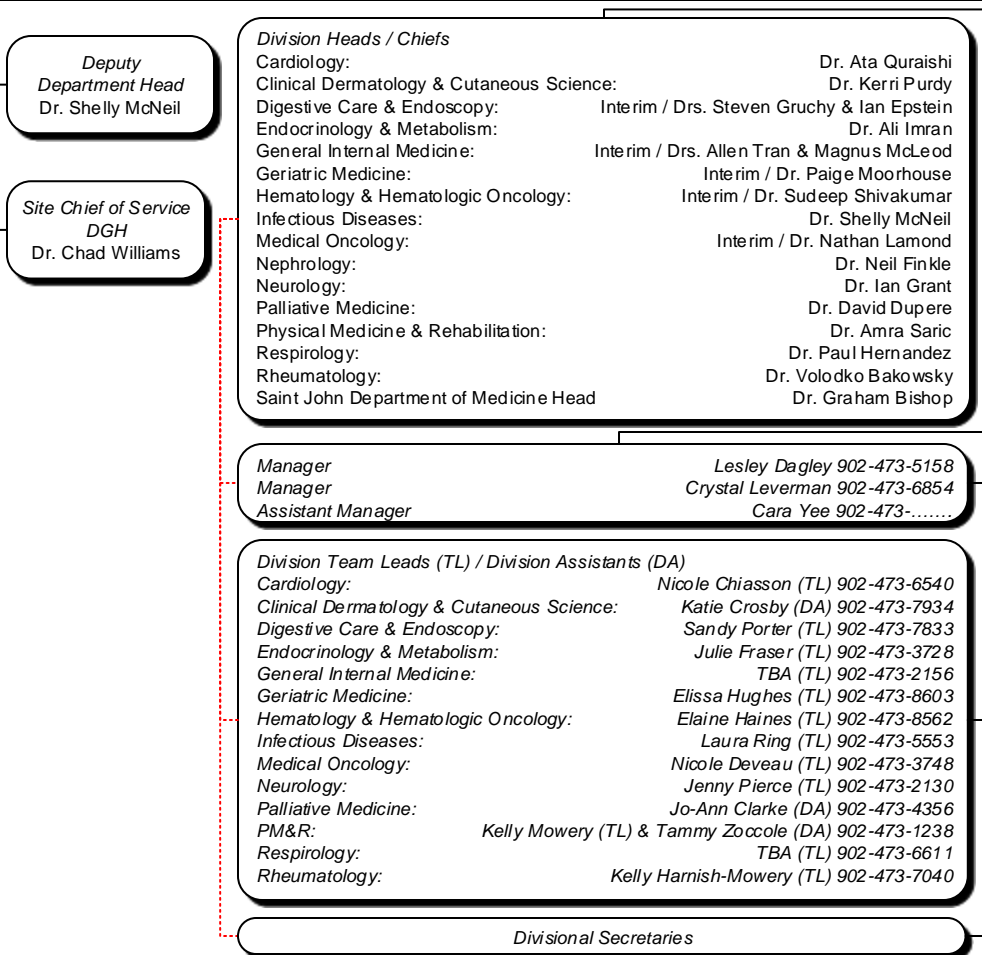 Deputy
Department Head
Dr. Shelly McNeil
Site Chief of Service
DGH
Dr. Chad Williams
Division Heads / Chiefs
Cardiology: Dr. Ata Quraishi
Clinical Dermatology & Cutaneous Science: Dr. Kerri Purdy
Digestive Care & Endoscopy: Interim / Drs. Steven Gruchy & Ian Epstein
Endocrinology & Metabolism: Dr. Ali Imran
General Internal Medicine: Interim / Drs. Allen Tran & Magnus McLeod
Geriatric Medicine: Interim / Dr. Paige Moorhouse
Hematology & Hematologic Oncology: Interim / Dr. Sudeep Shivakumar
Infectious Diseases: Dr. Shelly McNeil
Medical Oncology: Interim / Dr. Nathan Lamond
Nephrology: Dr. Neil Finkle
Neurology: Dr. Ian Grant
Palliative Medicine: Dr. David Dupere
Physical Medicine & Rehabilitation: Dr. Amra Saric
Respirology: Dr. Paul Hernandez
Rheumatology: Dr. Volodko Bakowsky
Saint John Department of Medicine Head Dr. Graham Bishop
Manager Lesley Dagley 902-473-5158
Manager Crystal Leverman 902-473-6854
Assistant Manager Cara Yee 902-473-.......
Division Team Leads (TL) / Division Assistants (DA)
Cardiology: Nicole Chiasson (TL) 902-473-6540
Clinical Dermatology & Cutaneous Science: Katie Crosby (DA) 902-473-7934
Digestive Care & Endoscopy: Sandy Porter (TL) 902-473-7833
Endocrinology & Metabolism: Julie Fraser (TL) 902-473-3728
General Internal Medicine: TBA (TL) 902-473-2156
Geriatric Medicine: Elissa Hughes (TL) 902-473-8603
Hematology & Hematologic Oncology: Elaine Haines (TL) 902-473-8562
Infectious Diseases: Laura Ring (TL) 902-473-5553
Medical Oncology: Nicole Deveau (TL) 902-473-3748
Neurology: Jenny Pierce (TL) 902-473-2130
Palliative Medicine: Jo-Ann Clarke (DA) 902-473-4356
PM&R: Kelly Mowery (TL) & Tammy Zoccole (DA) 902-473-1238
Respirology: TBA (TL) 902-473-6611
Rheumatology: Kelly Harnish-Mowery (TL) 902-473-7040
Divisional Secretaries